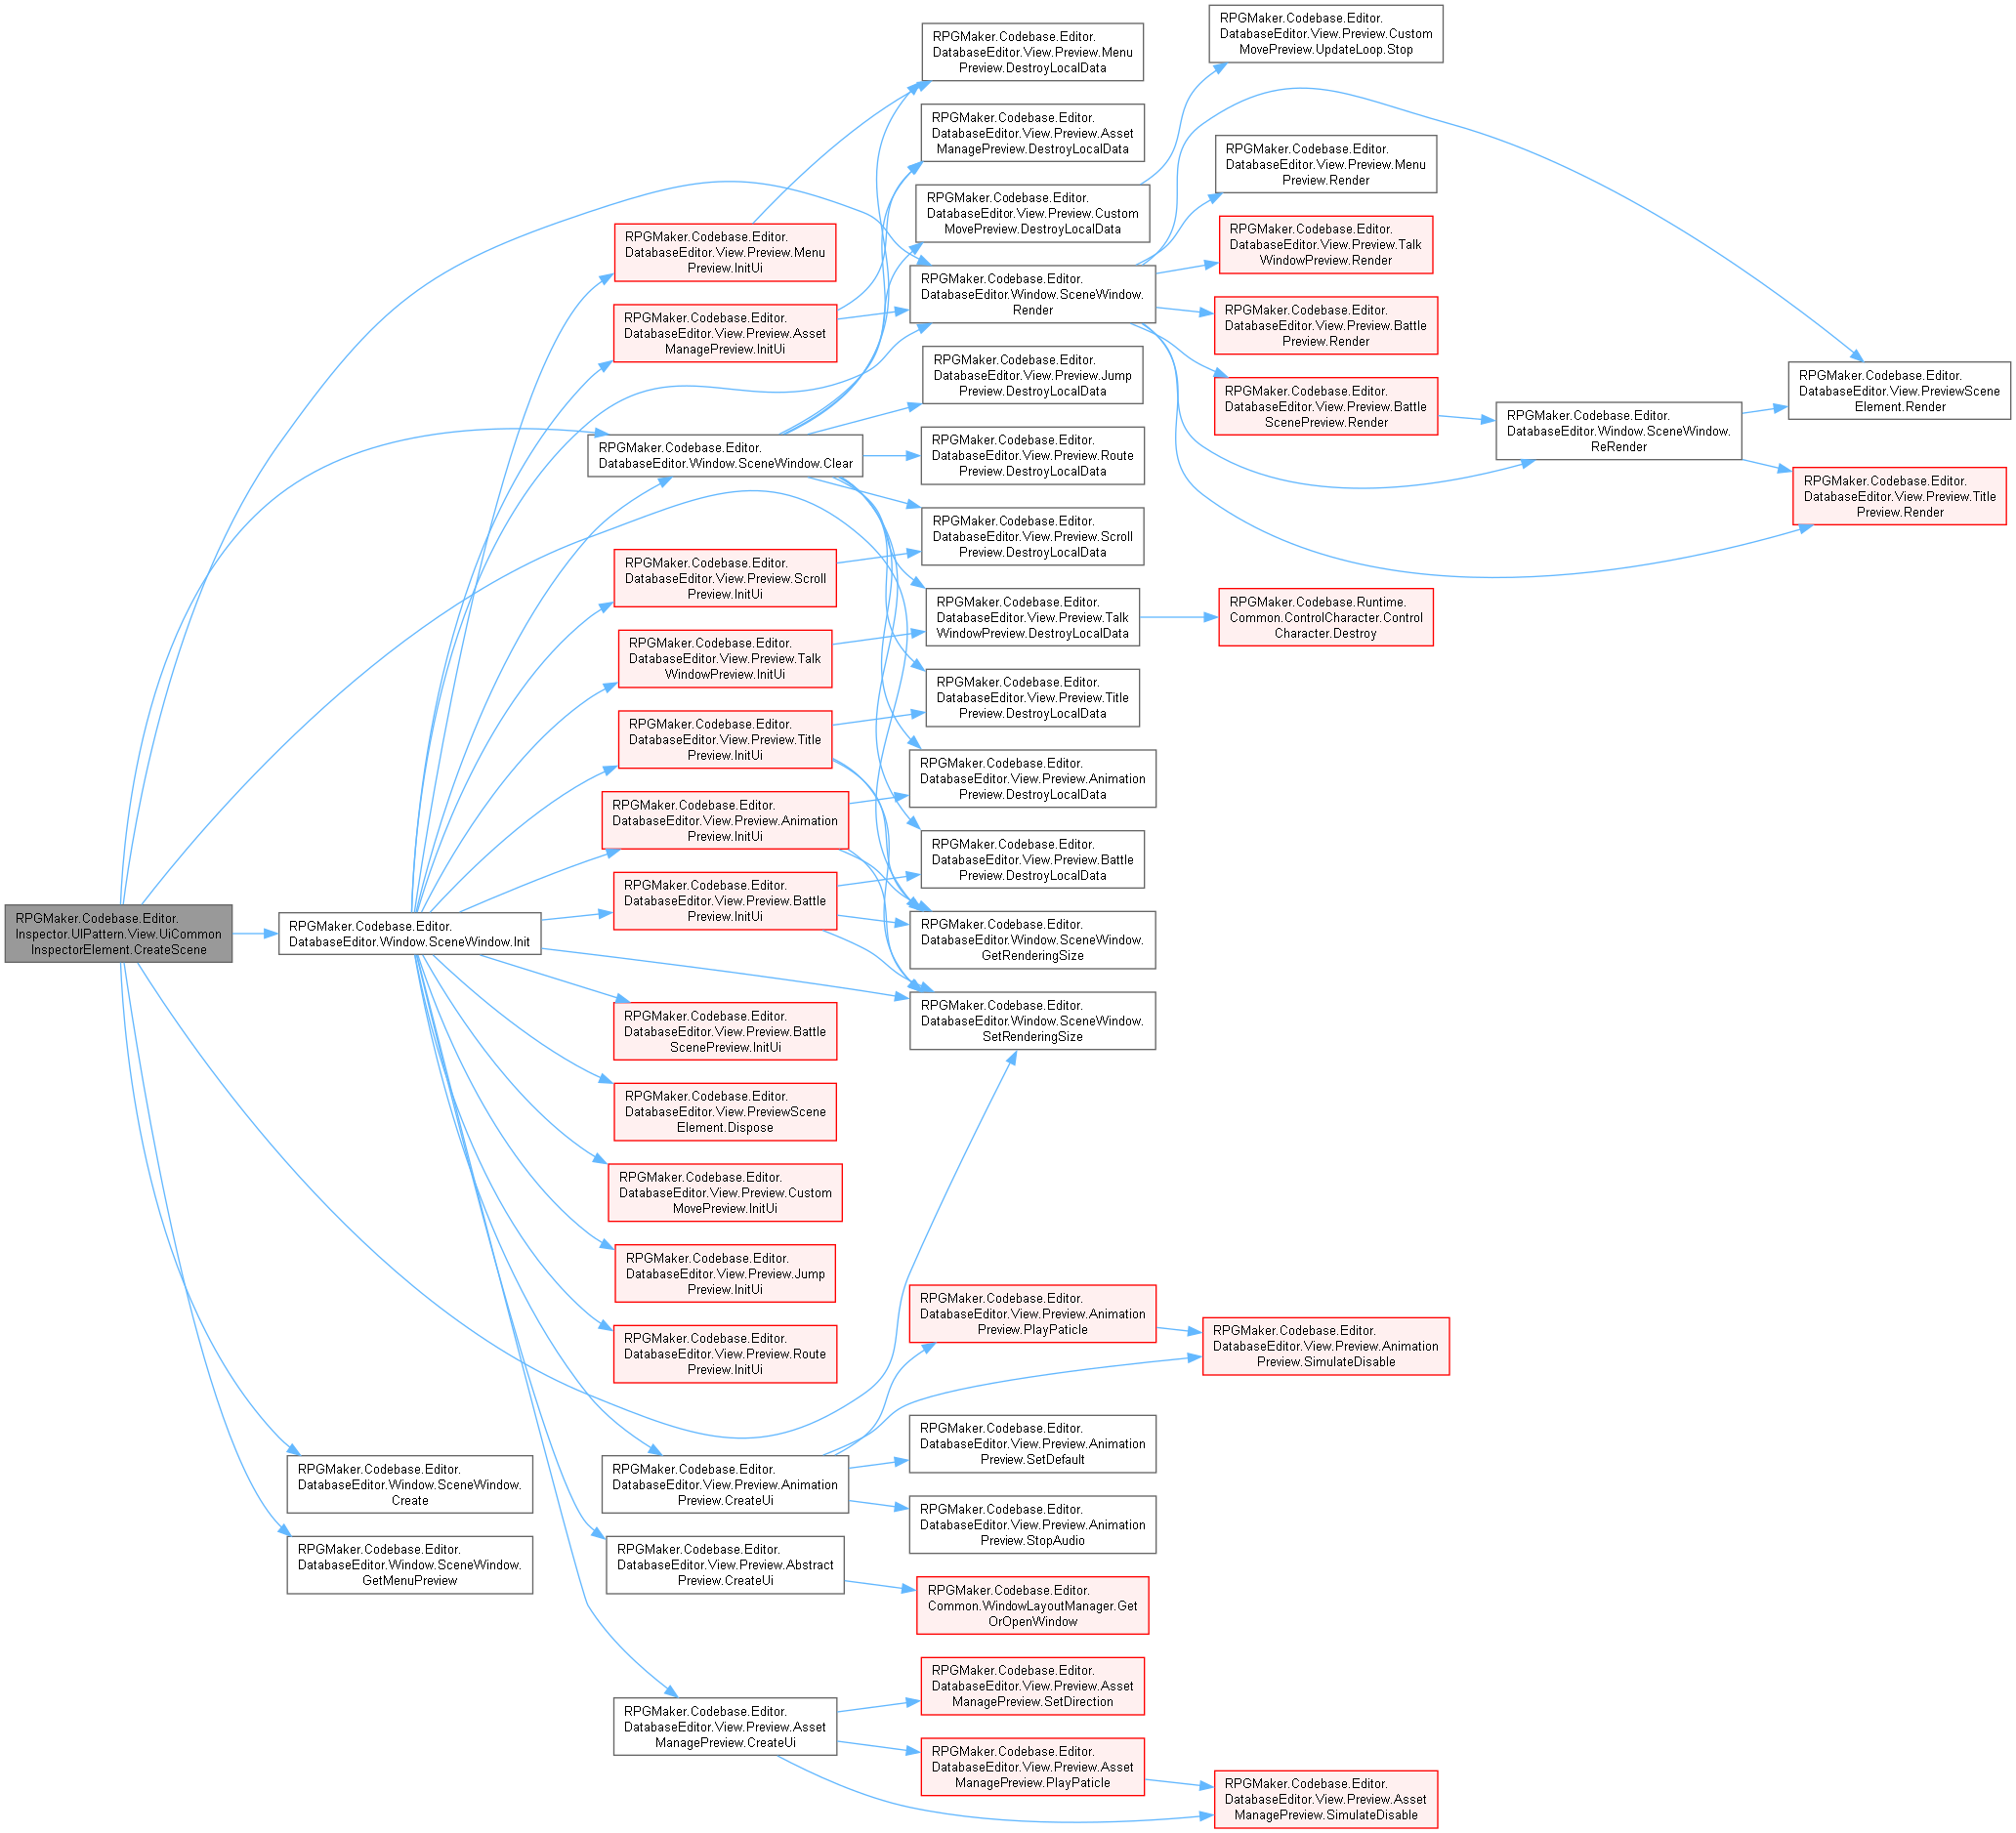 RPGMaker.Codebase.Editor.
Inspector.UIPattern.View.UiCommon
InspectorElement.CreateScene
RPGMaker.Codebase.Editor.
DatabaseEditor.Window.SceneWindow.Init
RPGMaker.Codebase.Editor.
DatabaseEditor.Window.SceneWindow.
Create
RPGMaker.Codebase.Editor.
DatabaseEditor.Window.SceneWindow.
GetMenuPreview
RPGMaker.Codebase.Editor.
DatabaseEditor.View.Preview.Menu
Preview.InitUi
RPGMaker.Codebase.Editor.
DatabaseEditor.View.Preview.Asset
ManagePreview.InitUi
RPGMaker.Codebase.Editor.
DatabaseEditor.Window.SceneWindow.Clear
RPGMaker.Codebase.Editor.
DatabaseEditor.View.Preview.Scroll
Preview.InitUi
RPGMaker.Codebase.Editor.
DatabaseEditor.View.Preview.Talk
WindowPreview.InitUi
RPGMaker.Codebase.Editor.
DatabaseEditor.View.Preview.Title
Preview.InitUi
RPGMaker.Codebase.Editor.
DatabaseEditor.View.Preview.Animation
Preview.InitUi
RPGMaker.Codebase.Editor.
DatabaseEditor.View.Preview.Battle
Preview.InitUi
RPGMaker.Codebase.Editor.
DatabaseEditor.View.Preview.Battle
ScenePreview.InitUi
RPGMaker.Codebase.Editor.
DatabaseEditor.View.PreviewScene
Element.Dispose
RPGMaker.Codebase.Editor.
DatabaseEditor.View.Preview.Custom
MovePreview.InitUi
RPGMaker.Codebase.Editor.
DatabaseEditor.View.Preview.Jump
Preview.InitUi
RPGMaker.Codebase.Editor.
DatabaseEditor.View.Preview.Route
Preview.InitUi
RPGMaker.Codebase.Editor.
DatabaseEditor.View.Preview.Animation
Preview.CreateUi
RPGMaker.Codebase.Editor.
DatabaseEditor.View.Preview.Abstract
Preview.CreateUi
RPGMaker.Codebase.Editor.
DatabaseEditor.View.Preview.Asset
ManagePreview.CreateUi
RPGMaker.Codebase.Editor.
DatabaseEditor.View.Preview.Menu
Preview.DestroyLocalData
RPGMaker.Codebase.Editor.
DatabaseEditor.View.Preview.Asset
ManagePreview.DestroyLocalData
RPGMaker.Codebase.Editor.
DatabaseEditor.View.Preview.Custom
MovePreview.DestroyLocalData
RPGMaker.Codebase.Editor.
DatabaseEditor.Window.SceneWindow.
Render
RPGMaker.Codebase.Editor.
DatabaseEditor.View.Preview.Jump
Preview.DestroyLocalData
RPGMaker.Codebase.Editor.
DatabaseEditor.View.Preview.Route
Preview.DestroyLocalData
RPGMaker.Codebase.Editor.
DatabaseEditor.View.Preview.Scroll
Preview.DestroyLocalData
RPGMaker.Codebase.Editor.
DatabaseEditor.View.Preview.Talk
WindowPreview.DestroyLocalData
RPGMaker.Codebase.Editor.
DatabaseEditor.View.Preview.Title
Preview.DestroyLocalData
RPGMaker.Codebase.Editor.
DatabaseEditor.View.Preview.Animation
Preview.DestroyLocalData
RPGMaker.Codebase.Editor.
DatabaseEditor.View.Preview.Battle
Preview.DestroyLocalData
RPGMaker.Codebase.Editor.
DatabaseEditor.Window.SceneWindow.
GetRenderingSize
RPGMaker.Codebase.Editor.
DatabaseEditor.Window.SceneWindow.
SetRenderingSize
RPGMaker.Codebase.Editor.
DatabaseEditor.View.Preview.Animation
Preview.PlayPaticle
RPGMaker.Codebase.Editor.
DatabaseEditor.View.Preview.Animation
Preview.SetDefault
RPGMaker.Codebase.Editor.
DatabaseEditor.View.Preview.Animation
Preview.StopAudio
RPGMaker.Codebase.Editor.
Common.WindowLayoutManager.Get
OrOpenWindow
RPGMaker.Codebase.Editor.
DatabaseEditor.View.Preview.Asset
ManagePreview.SetDirection
RPGMaker.Codebase.Editor.
DatabaseEditor.View.Preview.Asset
ManagePreview.PlayPaticle
RPGMaker.Codebase.Editor.
DatabaseEditor.View.Preview.Custom
MovePreview.UpdateLoop.Stop
RPGMaker.Codebase.Editor.
DatabaseEditor.View.Preview.Menu
Preview.Render
RPGMaker.Codebase.Editor.
DatabaseEditor.View.Preview.Talk
WindowPreview.Render
RPGMaker.Codebase.Editor.
DatabaseEditor.View.Preview.Battle
Preview.Render
RPGMaker.Codebase.Editor.
DatabaseEditor.View.Preview.Battle
ScenePreview.Render
RPGMaker.Codebase.Runtime.
Common.ControlCharacter.Control
Character.Destroy
RPGMaker.Codebase.Editor.
DatabaseEditor.View.Preview.Animation
Preview.SimulateDisable
RPGMaker.Codebase.Editor.
DatabaseEditor.View.Preview.Asset
ManagePreview.SimulateDisable
RPGMaker.Codebase.Editor.
DatabaseEditor.Window.SceneWindow.
ReRender
RPGMaker.Codebase.Editor.
DatabaseEditor.View.PreviewScene
Element.Render
RPGMaker.Codebase.Editor.
DatabaseEditor.View.Preview.Title
Preview.Render